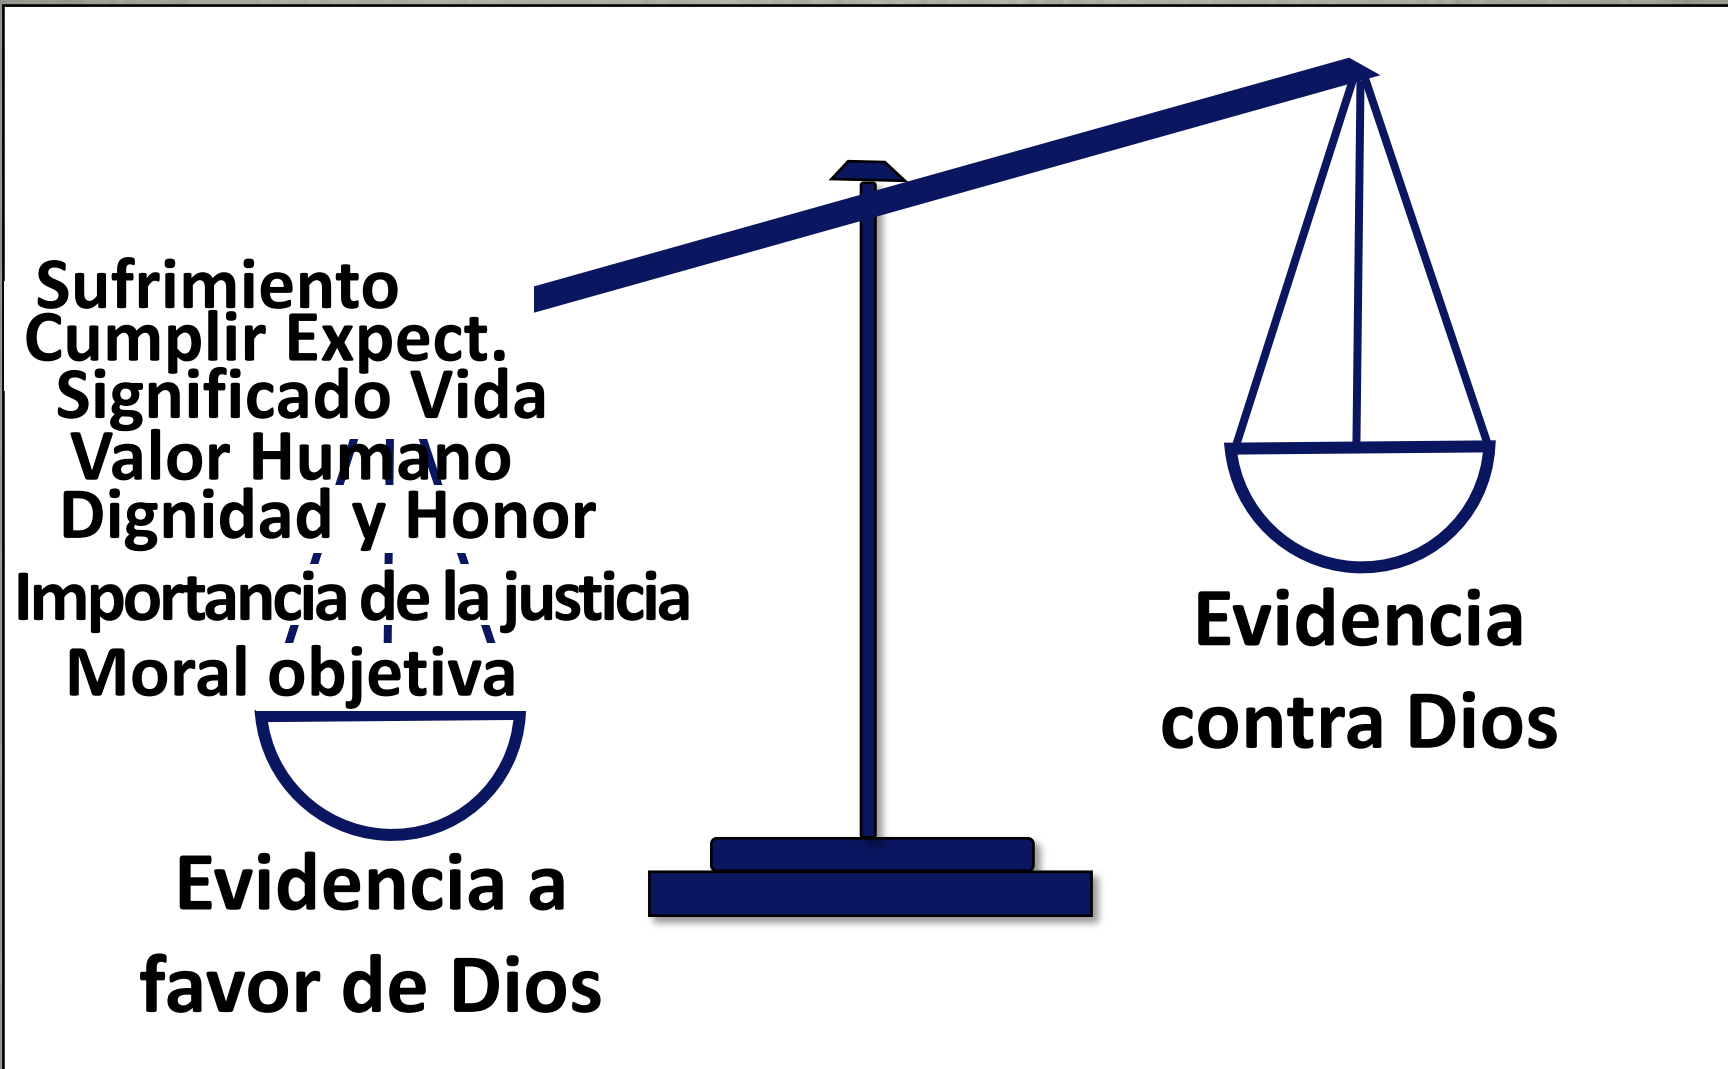 Sufrimiento
Cumplir Expect.
Significado Vida
Valor Humano
Dignidad y Honor
Importancia de la justicia
Moral objetiva
Evidencia a
favor de Dios
Evidencia
contra Dios